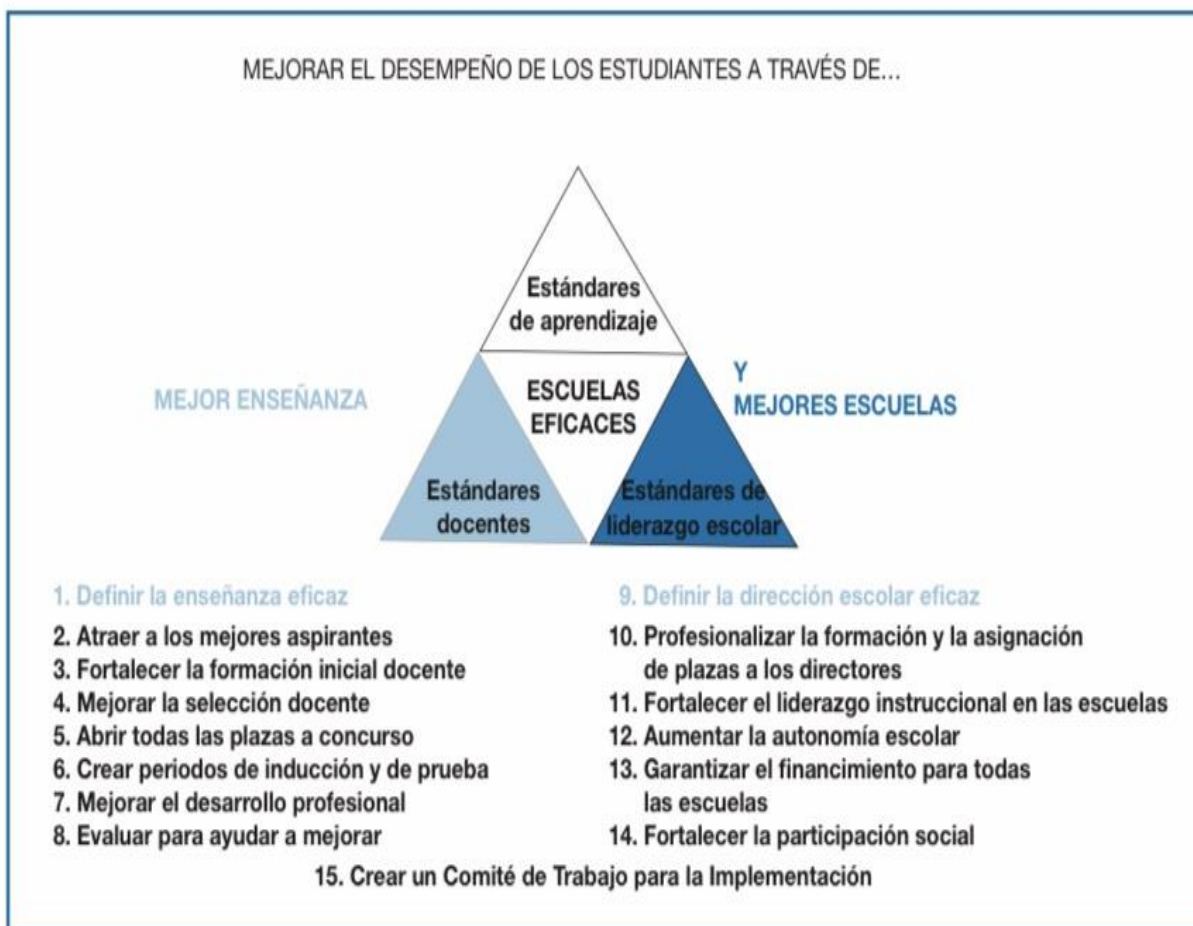 MEJORAR EL DESEMPEÑO DE LOS ESTUDIANTES A TRAVÉS DE...
Estándares
de aprendizaje
MEJOR ENSEÑANZA
ESCUELAS
EFICACES
Y
MEJORES ESCUELAS
Estándares
docentes
Estándares de
liderazgo escolar
1. Definir la enseñanza eficaz
2. Atraer a los mejores aspirantes
3. Fortalecer la formación inicial docente
4. Mejorar la selección docente
5. Abrir todas las plazas a concurso
6. Crear periodos de inducción y de prueba
7. Mejorar el desarrollo profesional
8. Evaluar para ayudar a mejorar
9. Definir la dirección escolar eficaz
10. Profesionalizar la formación y la asignación
de plazas a los directores
11. Fortalecer el liderazgo instruccional en las escuelas
12. Aumentar la autonomía escolar
13. Garantizar el financimiento para todas
las escuelas
14. Fortalecer la participación social
15. Crear un Comité de Trabajo para la Implementación